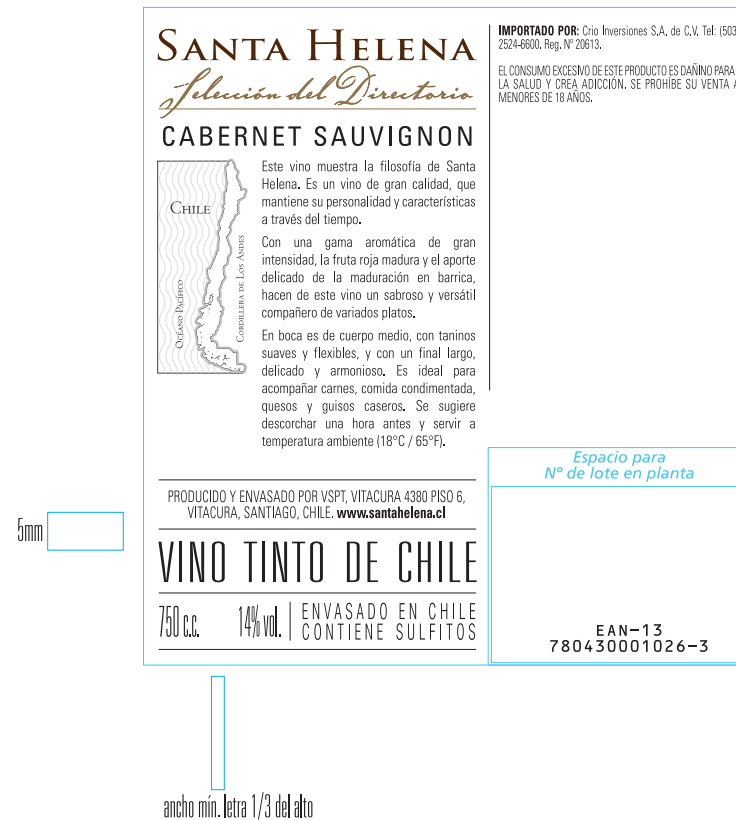 SANTA HELENA
Selección del Directorio
CABERNET SAUVIGNON
CHILE
OCÉANO PACÍFICO
CORDILLERA DE LOS ANDES
Este vino muestra la filosofía de Santa
Helena. Es un vino de gran calidad, que
mantiene su personalidad y características
a través del tiempo.
Con una gama aromática de gran
intensidad, la fruta roja madura y el aporte
delicado de la maduración en barrica,
hacen de este vino un sabroso y versátil
compañero de variados platos.
En boca es de cuerpo medio, con taninos
suaves y flexibles, y con un final largo,
delicado y armonioso. Es ideal para
acompañar carnes, comida condimentada,
quesos y guisos caseros. Se sugiere
descorchar una hora antes y servir a
temperatura ambiente (18°C / 65°F).
PRODUCIDO Y ENVASADO POR VSPT, VITACURA 4380 PISO 6,
VITACURA, SANTIAGO, CHILE. www.santahelena.cl
VINO TINTO DE CHILE
750 c.c. 14% vol.
ENVASADO EN CHILE
CONTIENE SULFITOS
IMPORTADO POR: Crio Inversiones S.A. de C.V. Tel: (503
2524-6600. Reg. Nº 20613.
EL CONSUMO EXCESIVO DE ESTE PRODUCTO ES DAÑINO PARA
LA SALUD Y CREA ADICCIÓN. SE PROHÍBE SU VENTA A
MENORES DE 18 AÑOS.
Espacio para
Nº de lote en planta
EAN-13
780430001026-3
5mm
ancho mín. letra 1/3 del alto